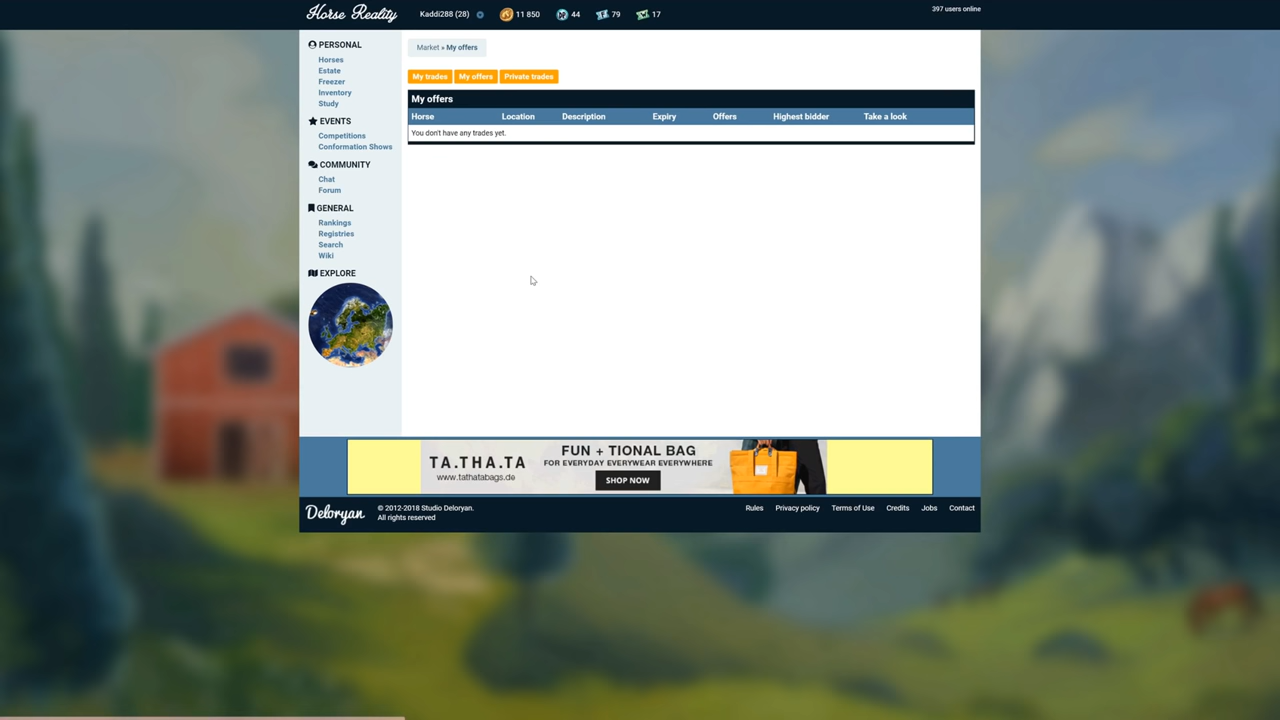 Horse Reality
Kaddi288 (28)
11 850
44
79
17
397 users online
PERSONAL
Horses
Estate
Freezer
Inventory
Study
EVENTS
Competitions
Conformation Shows
COMMUNITY
Chat
Forum
GENERAL
Rankings
Registries
Search
Wiki
EXPLORE
Market » My offers
My trades My offers Private trades
My offers
Horse Location Description Expiry Offers Highest bidder Take a look
You don't have any trades yet.
TA.THA.TA
www.tathatabags.de
FUN + TIONAL BAG
FOR EVERYDAY EVERYWEAR EVERYWHERE
SHOP NOW
Deloryan
© 2012-2018 Studio Deloryan.
All rights reserved
Rules Privacy policy Terms of Use Credits Jobs Contact